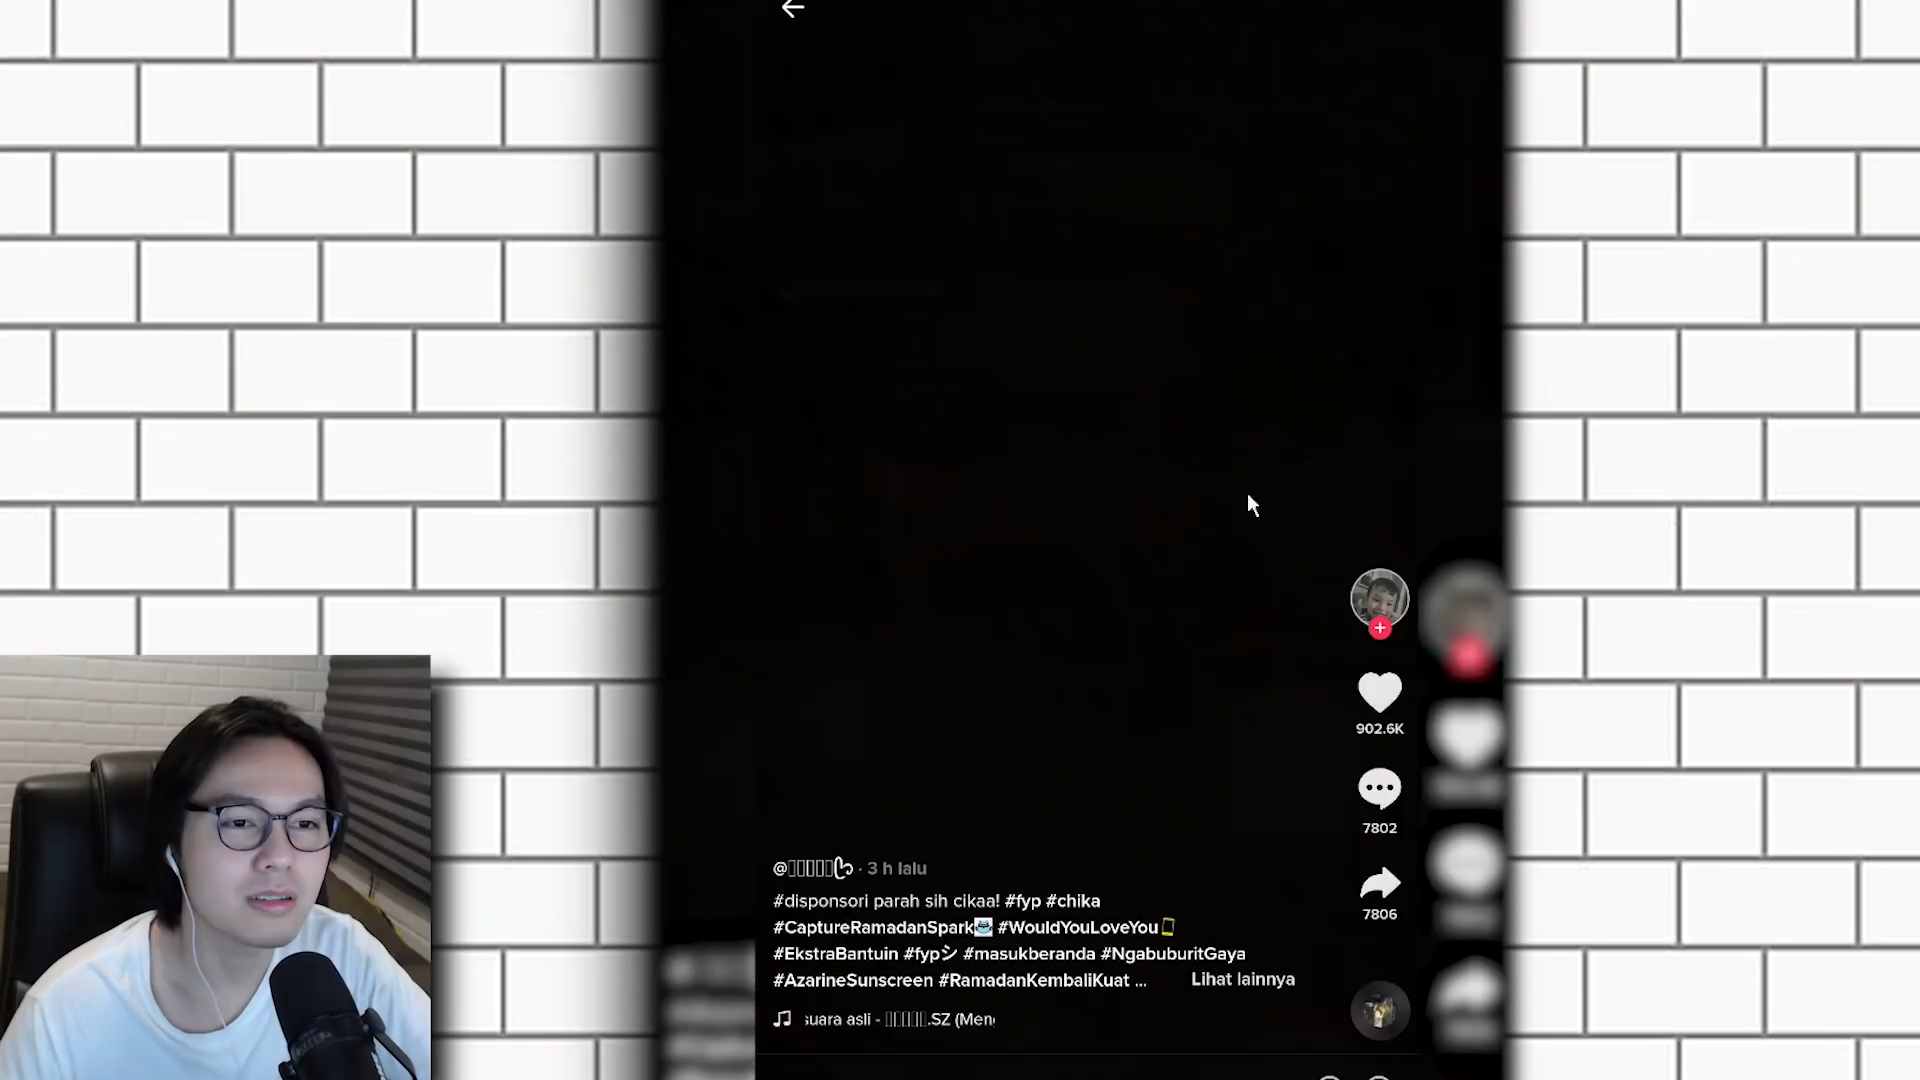 902.6K
7802
7806
· 3 h lalu
#disponsori parah sih cikaa! #fyp #chika
#CaptureRamadanSpark #WouldYouLoveYou
#EkstraBantuin #fypシ #masukberanda #NgabuburitGaya
#AzarineSunscreen #RamadanKembaliKuat ... Lihat lainnya
suara asli - .SZ (Men